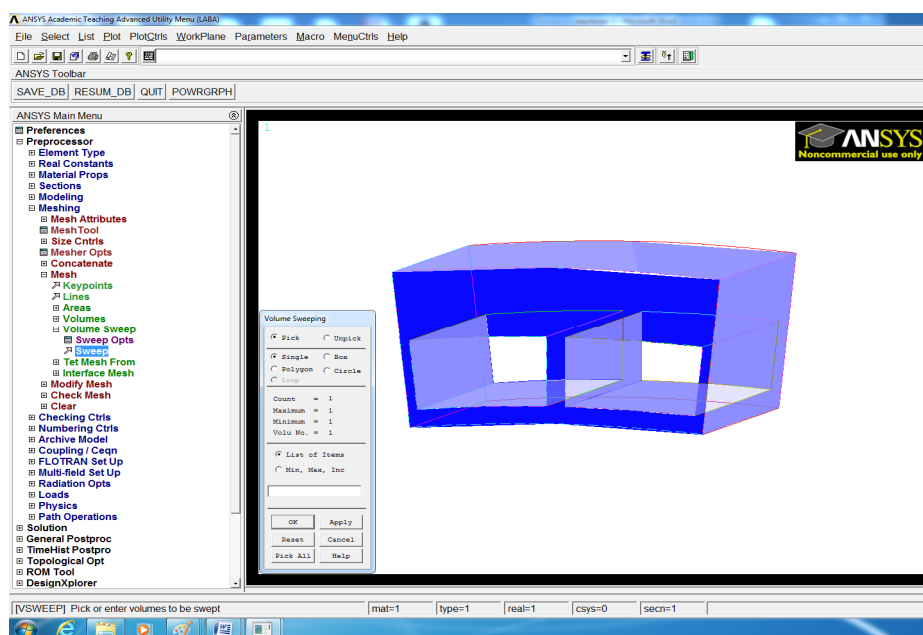 ANSYS Academic Teaching Advanced Utility Menu (LABA)
File Select List Plot PlotCtrls WorkPlane Parameters Macro MenuCtrls Help
ANSYS Toolbar
SAVE_DB RESUM_DB QUIT POWRGRPH
ANSYS Main Menu
Preferences
Preprocessor
Element Type
Real Constants
Material Props
Sections
Modeling
Meshing
Mesh Attributes
MeshTool
Size Cntrls
Mesher Opts
Concatenate
Mesh
Keypoints
Lines
Areas
Volumes
Volume Sweep
Sweep Opts
Sweep
Tet Mesh From
Interface Mesh
Modify Mesh
Check Mesh
Clear
Checking Ctrls
Numbering Ctrls
Archive Model
Coupling / Ceqn
FLOTRAN Set Up
Multi-field Set Up
Radiation Opts
Loads
Physics
Path Operations
Solution
General Postproc
TimeHist Postpro
Topological Opt
ROM Tool
DesignXplorer
1
ANSYS
Noncommercial use only
Volume Sweeping
Pick Unpick
Single Box
Polygon Circle
Loop
Count = 1
Maximum = 1
Minimum = 1
Volu No. = 1
List of Items
Min, Max, Inc
OK Apply
Reset Cancel
Pick All Help
[VSWEEP] Pick or enter volumes to be swept
mat=1 type=1 real=1 csys=0 secn=1